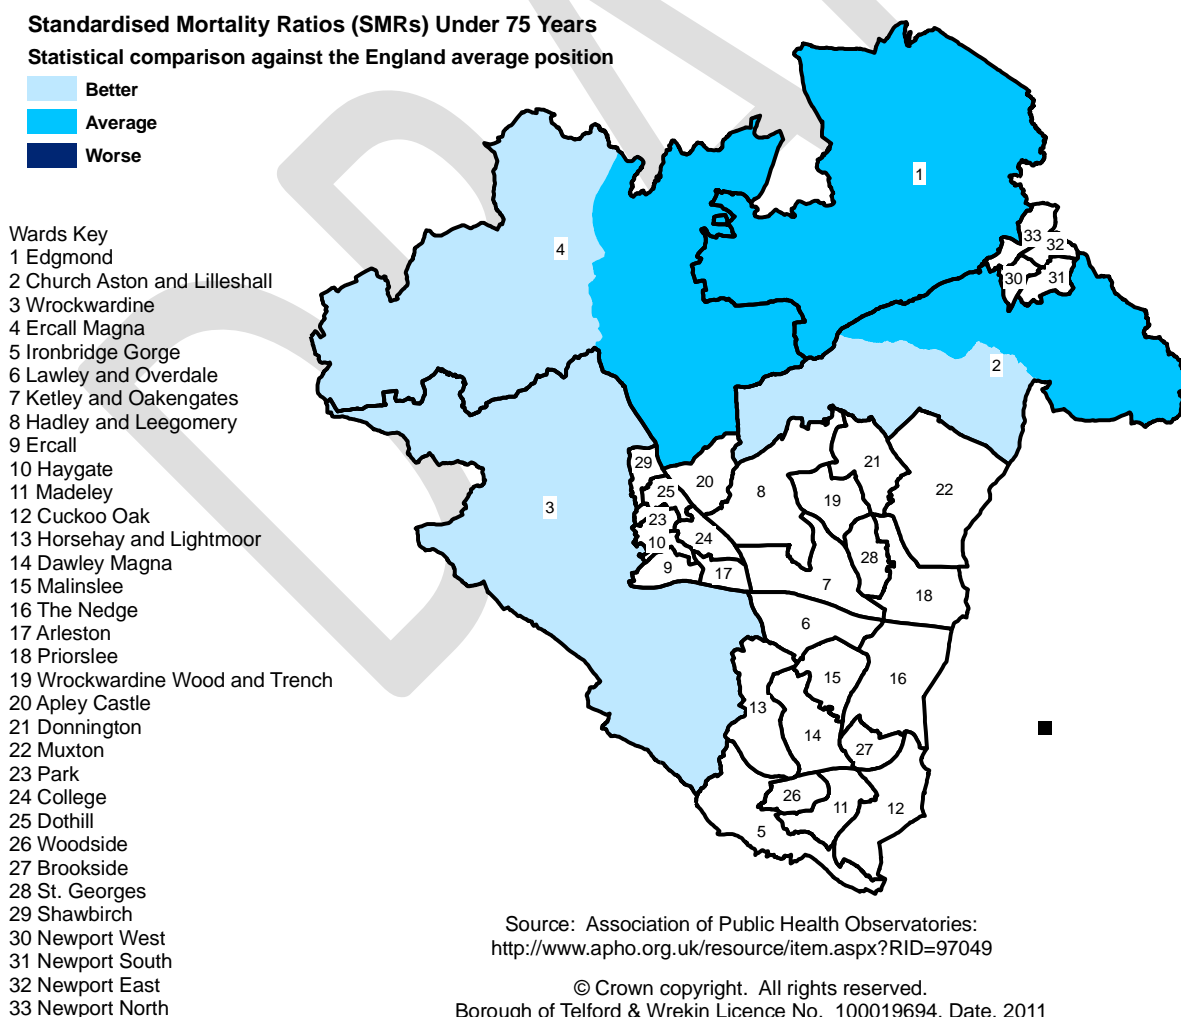 Standardised Mortality Ratios (SMRs) Under 75 Years
Statistical comparison against the England average position
Better
Average
Worse
Wards Key
1 Edgmond
2 Church Aston and Lilleshall
3 Wrockwardine
4 Ercall Magna
5 Ironbridge Gorge
6 Lawley and Overdale
7 Ketley and Oakengates
8 Hadley and Leegomery
9 Ercall
10 Haygate
11 Madeley
12 Cuckoo Oak
13 Horsehay and Lightmoor
14 Dawley Magna
15 Malinslee
16 The Nedge
17 Arleston
18 Priorslee
19 Wrockwardine Wood and Trench
20 Apley Castle
21 Donnington
22 Muxton
23 Park
24 College
25 Dothill
26 Woodside
27 Brookside
28 St. Georges
29 Shawbirch
30 Newport West
31 Newport South
32 Newport East
33 Newport North
1
4
33
32
30
31
2
29
25
20
8
21
19
22
3
23
10
24
9
17
28
7
18
6
15
16
13
14
27
26
11
12
5
Source: Association of Public Health Observatories:
http://www.apho.org.uk/resource/item.aspx?RID=97049
© Crown copyright. All rights reserved.
Borough of Telford & Wrekin Licence No. 100019694. Date. 2011